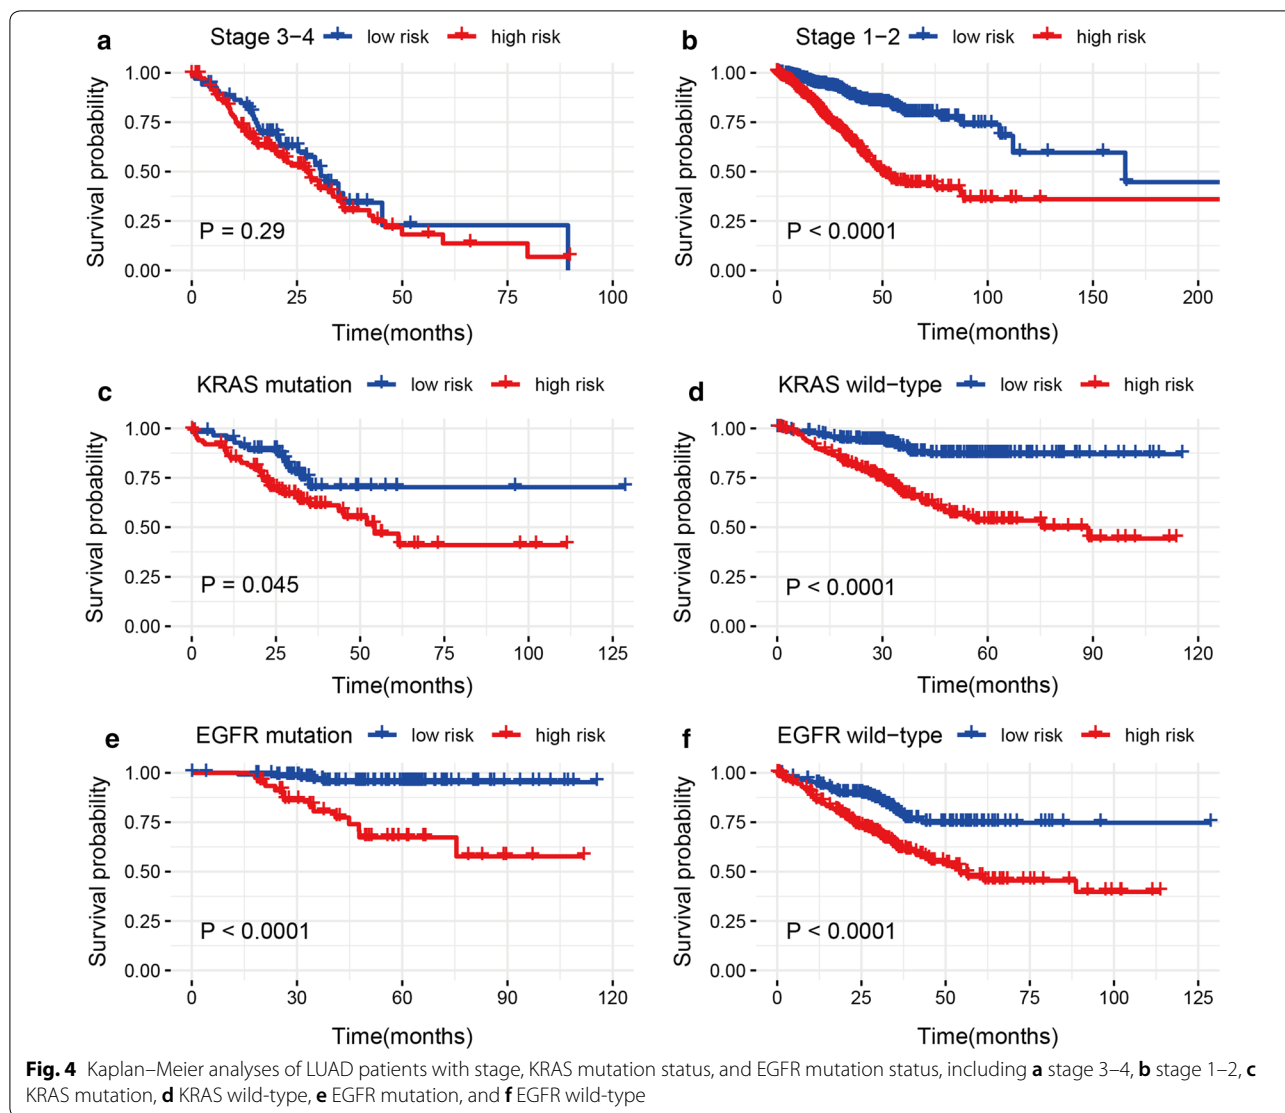 a Stage 3–4 low risk high risk
Survival probability
1.00
0.75
0.50
0.25
0.00
P = 0.29
0 25 50 75 100
Time(months)
b Stage 1–2 low risk high risk
Survival probability
1.00
0.75
0.50
0.25
0.00
P < 0.0001
0 50 100 150 200
Time(months)
c KRAS mutation low risk high risk
Survival probability
1.00
0.75
0.50
0.25
0.00
P = 0.045
0 25 50 75 100 125
Time(months)
d KRAS wild–type low risk high risk
Survival probability
1.00
0.75
0.50
0.25
0.00
P < 0.0001
0 30 60 90 120
Time(months)
e EGFR mutation low risk high risk
Survival probability
1.00
0.75
0.50
0.25
0.00
P < 0.0001
0 30 60 90 120
Time(months)
f EGFR wild–type low risk high risk
Survival probability
1.00
0.75
0.50
0.25
0.00
P < 0.0001
0 25 50 75 100 125
Time(months)
Fig. 4 Kaplan–Meier analyses of LUAD patients with stage, KRAS mutation status, and EGFR mutation status, including a stage 3–4, b stage 1–2, c
KRAS mutation, d KRAS wild-type, e EGFR mutation, and f EGFR wild-type